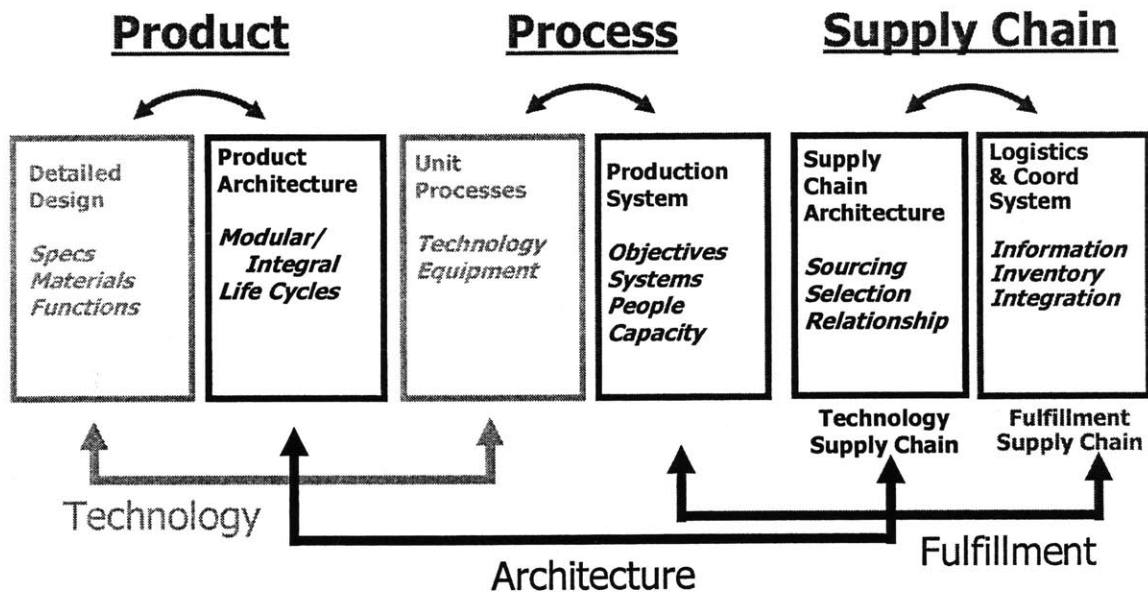 Product
Process
Supply Chain
Detailed
Design
Specs
Materials
Functions
Product
Architecture
Modular/
Integral
Life Cycles
Unit
Processes
Technology
Equipment
Production
System
Objectives
Systems
People
Capacity
Supply
Chain
Architecture
Sourcing
Selection
Relationship
Logistics
& Coord
System
Information
Inventory
Integration
Technology
Supply Chain
Fulfillment
Supply Chain
Technology
Architecture
Fulfillment